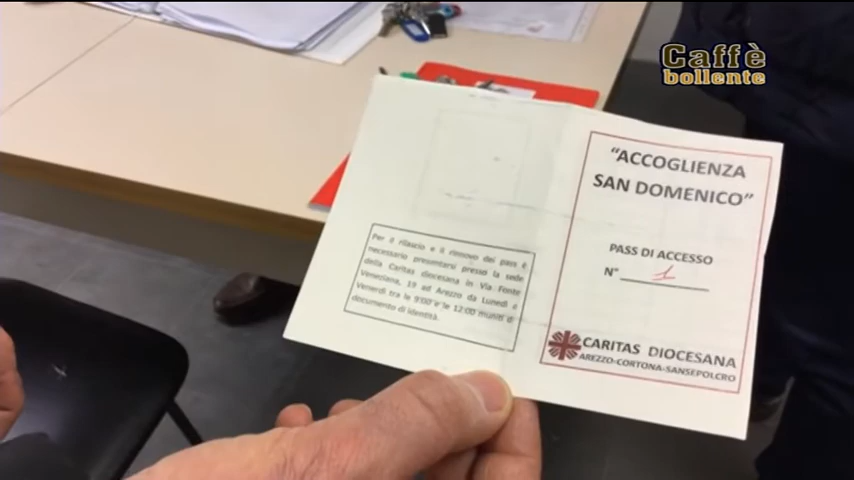 Caffè
bollente
"ACCOGLIENZA
SAN DOMENICO"
PASS DI ACCESSO
N° 1
CARITAS DIOCESANA
AREZZO-CORTONA-SANSEPOLCRO
Per il rilascio e il rinnovo dei pass è
necessario presentarsi presso la sede
della Caritas diocesana in Via Fonte
Veneziana, 19 ad Arezzo da Lunedì a
Venerdì tra le 9:00 e le 12:00 muniti di
documento di identità.